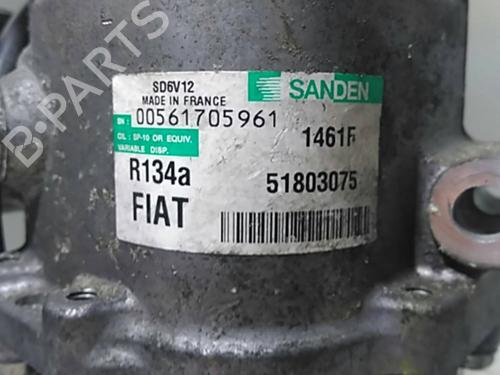 B-PARTS
SD6V12
MADE IN FRANCE
SANDEN
SN: 00561705961
OIL: SP-10 OR EQUIV.
VARIABLE DISP.
1461F
R134a
51803075
FIAT